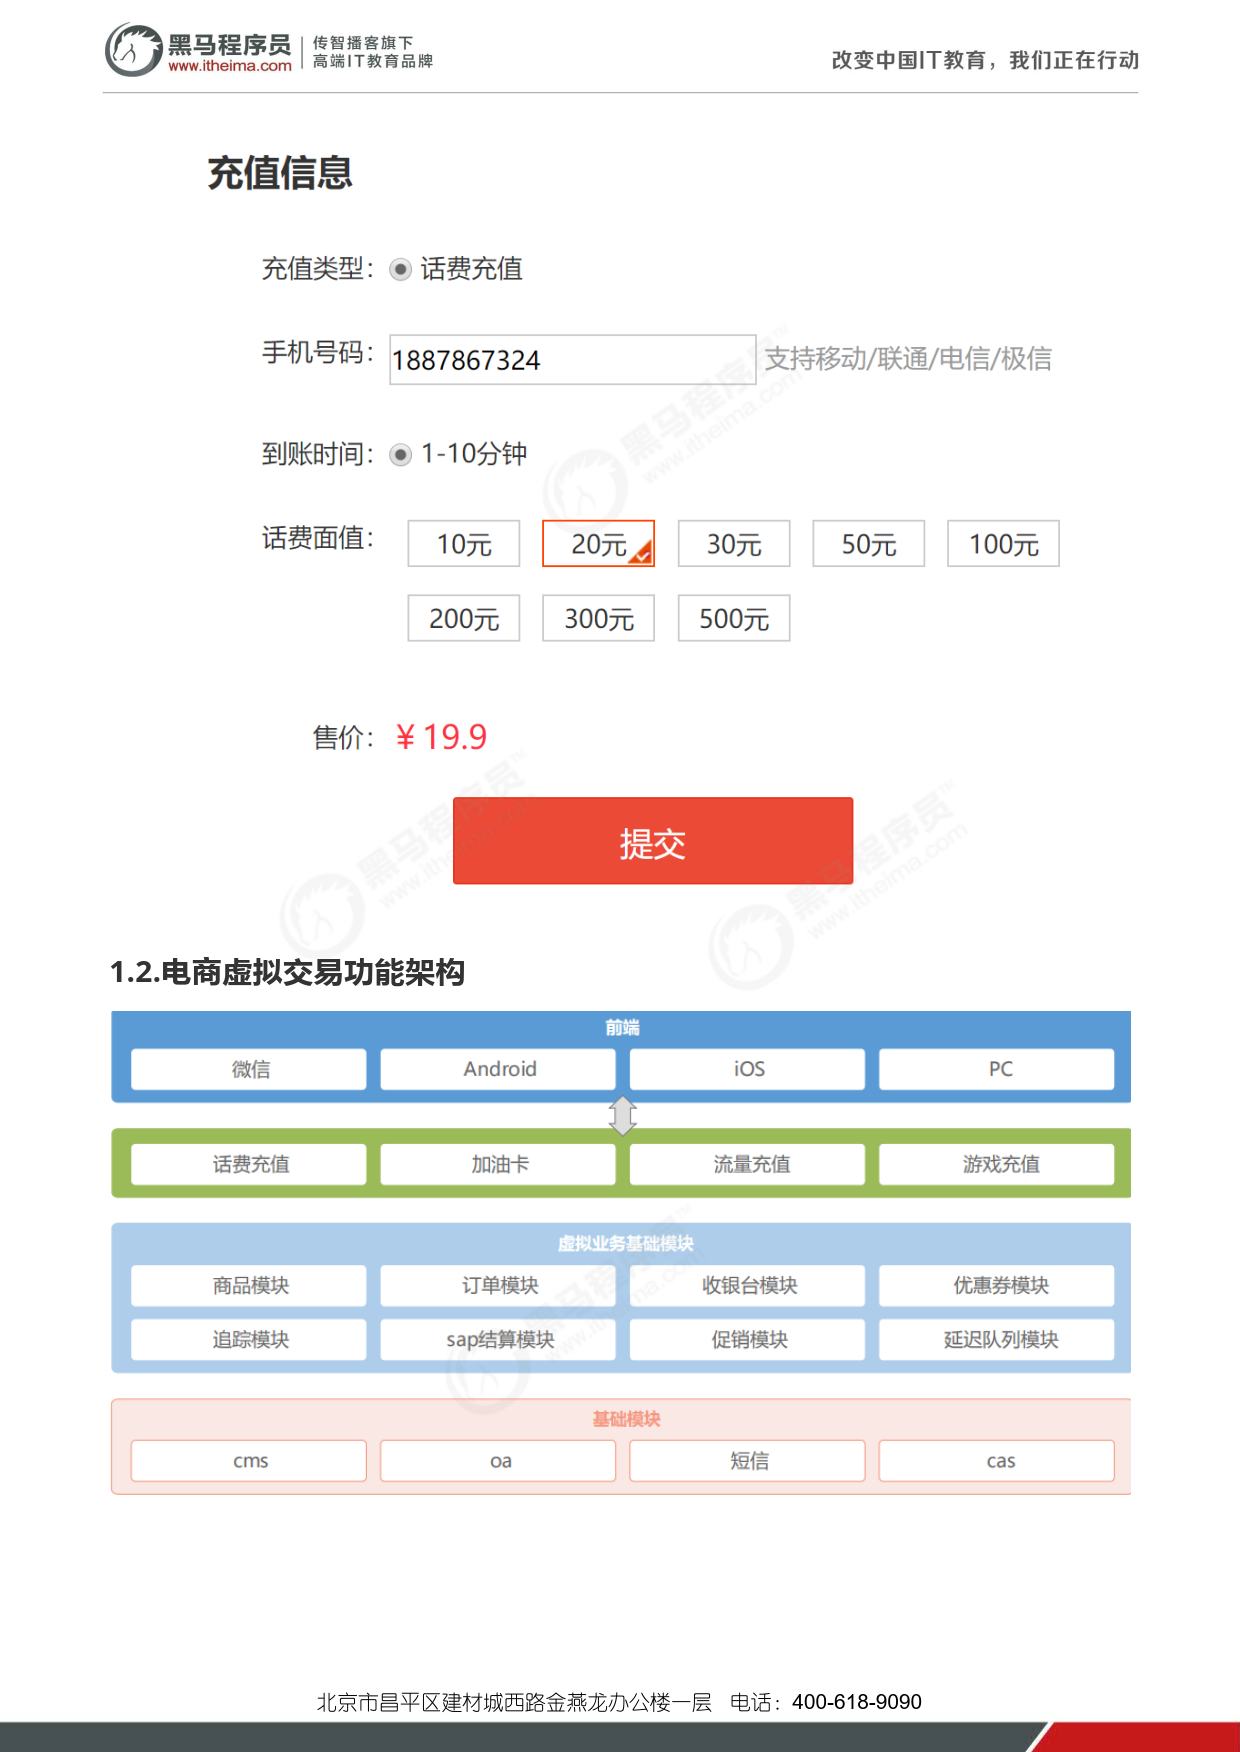 黑马程序员
www.itheima.com
传智播客旗下
高端IT教育品牌
改变中国IT教育，我们正在行动
充值信息
充值类型： 话费充值
手机号码： 1887867324 支持移动/联通/电信/极信
到账时间： 1-10分钟
话费面值： 10元 20元 30元 50元 100元
200元 300元 500元
售价： ¥ 19.9
提交
1.2.电商虚拟交易功能架构
前端
微信 Android iOS PC
话费充值 加油卡 流量充值 游戏充值
虚拟业务基础模块
商品模块 订单模块 收银台模块 优惠券模块
追踪模块 sap结算模块 促销模块 延迟队列模块
基础模块
cms oa 短信 cas
北京市昌平区建材城西路金燕龙办公楼一层 电话：400-618-9090